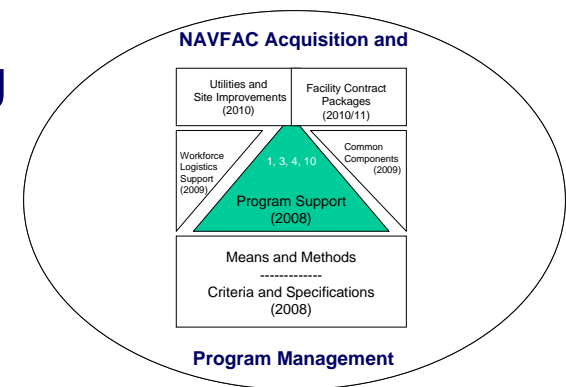 g
NAVFAC Acquisition and
Utilities and
Site Improvements
(2010)
Facility Contract
Packages
(2010/11)
Workforce
Logistics
Support
(2009)
1, 3, 4, 10
Common
Components
(2009)
Program Support
(2008)
Means and Methods
-------------
Criteria and Specifications
(2008)
Program Management